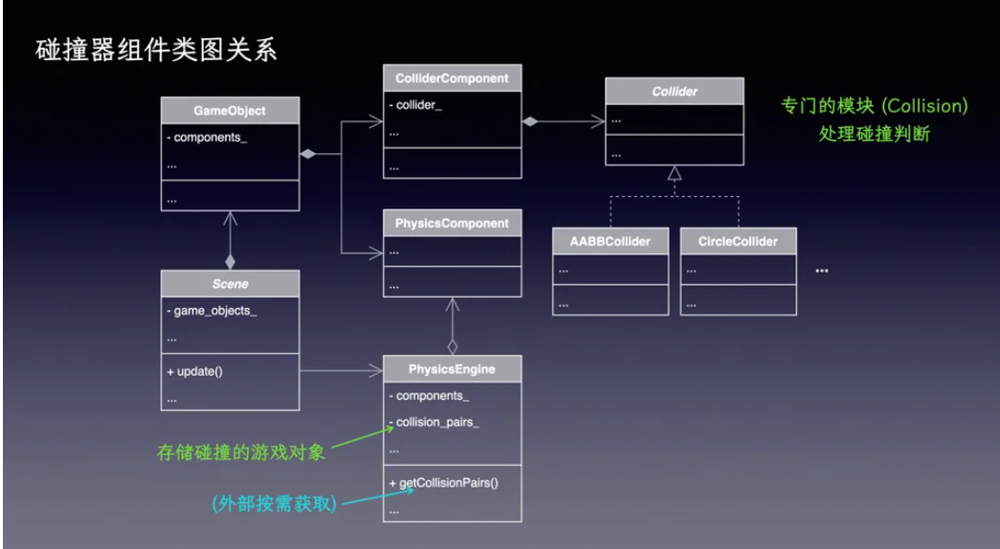 碰撞器组件类图关系
GameObject
- components_
...
...
ColliderComponent
- collider_
...
...
Collider
...
...
专门的模块 (Collision)
处理碰撞判断
PhysicsComponent
...
...
AABBCollider
...
...
CircleCollider
...
...
...
Scene
- game_objects_
...
+ update()
...
PhysicsEngine
- components_
- collision_pairs_
...
+ getCollisionPairs()
...
存储碰撞的游戏对象
(外部按需获取)